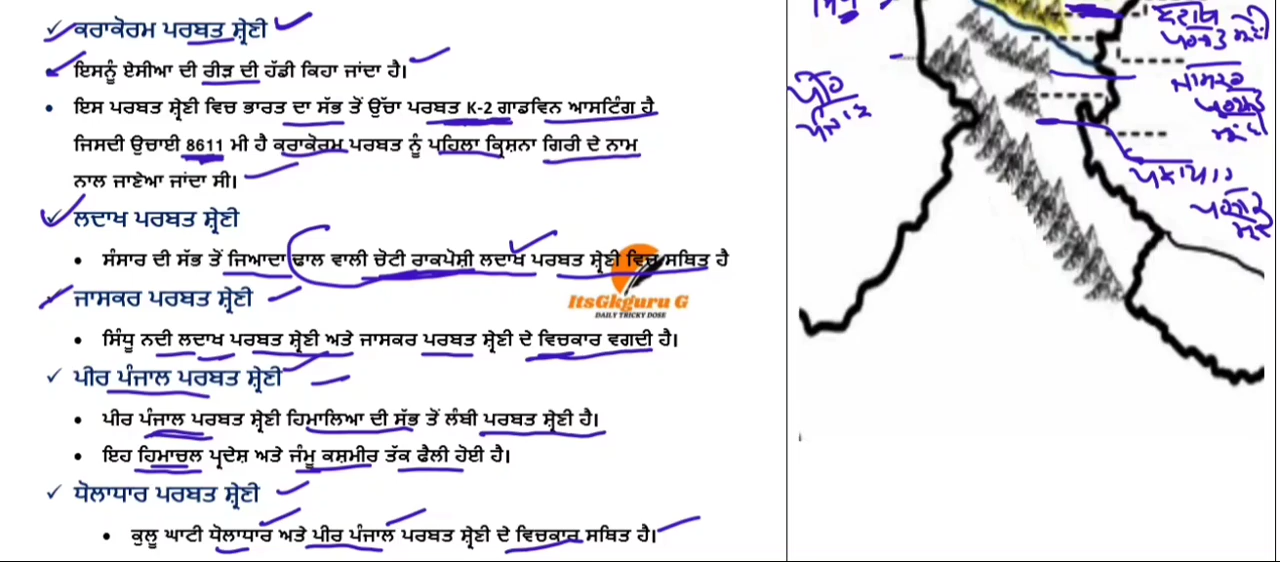 ਕਰਾਕੋਰਮ ਪਰਬਤ ਸ਼੍ਰੇਣੀ
ਇਸਨੂੰ ਏਸੀਆ ਦੀ ਰੀੜ ਦੀ ਹੱਡੀ ਕਿਹਾ ਜਾਂਦਾ ਹੈ।
ਇਸ ਪਰਬਤ ਸ਼੍ਰੇਣੀ ਵਿਚ ਭਾਰਤ ਦਾ ਸੱਭ ਤੋਂ ਉੱਚਾ ਪਰਬਤ K-2 ਗਾਡਵਿਨ ਆਸਟਿੰਗ ਹੈ
ਜਿਸਦੀ ਉਚਾਈ 8611 ਮੀ ਹੈ ਕਰਾਕੋਰਮ ਪਰਬਤ ਨੂੰ ਪਹਿਲਾ ਕ੍ਰਿਸ਼ਨਾ ਗਿਰੀ ਦੇ ਨਾਮ
ਨਾਲ ਜਾਣੇਆ ਜਾਂਦਾ ਸੀ।
ਲਦਾਖ ਪਰਬਤ ਸ਼੍ਰੇਣੀ
ਸੰਸਾਰ ਦੀ ਸੱਭ ਤੋਂ ਜਿਆਦਾ ਢਾਲ ਵਾਲੀ ਚੋਟੀ ਰਾਕਪੋਸ਼ੀ ਲਦਾਖ ਪਰਬਤ ਸ਼੍ਰੇਣੀ ਵਿਚ ਸਥਿਤ ਹੈ
ItsGkguru G
DAILY TRICKY DOSE
ਜਾਸਕਰ ਪਰਬਤ ਸ਼੍ਰੇਣੀ
ਸਿੰਧੂ ਨਦੀ ਲਦਾਖ ਪਰਬਤ ਸ਼੍ਰੇਣੀ ਅਤੇ ਜਾਸਕਰ ਪਰਬਤ ਸ਼੍ਰੇਣੀ ਦੇ ਵਿਚਕਾਰ ਵਗਦੀ ਹੈ।
ਪੀਰ ਪੰਜਾਲ ਪਰਬਤ ਸ਼੍ਰੇਣੀ
ਪੀਰ ਪੰਜਾਲ ਪਰਬਤ ਸ਼੍ਰੇਣੀ ਹਿਮਾਲਿਆ ਦੀ ਸੱਭ ਤੋਂ ਲੰਬੀ ਪਰਬਤ ਸ਼੍ਰੇਣੀ ਹੈ।
ਇਹ ਹਿਮਾਚਲ ਪ੍ਰਦੇਸ਼ ਅਤੇ ਜੰਮੂ ਕਸ਼ਮੀਰ ਤੱਕ ਫੈਲੀ ਹੋਈ ਹੈ।
ਧੋਲਾਧਾਰ ਪਰਬਤ ਸ਼੍ਰੇਣੀ
ਕੁਲੂ ਘਾਟੀ ਧੋਲਾਧਾਰ ਅਤੇ ਪੀਰ ਪੰਜਾਲ ਪਰਬਤ ਸ਼੍ਰੇਣੀ ਦੇ ਵਿਚਕਾਰ ਸਥਿਤ ਹੈ।
ਪੀਰ